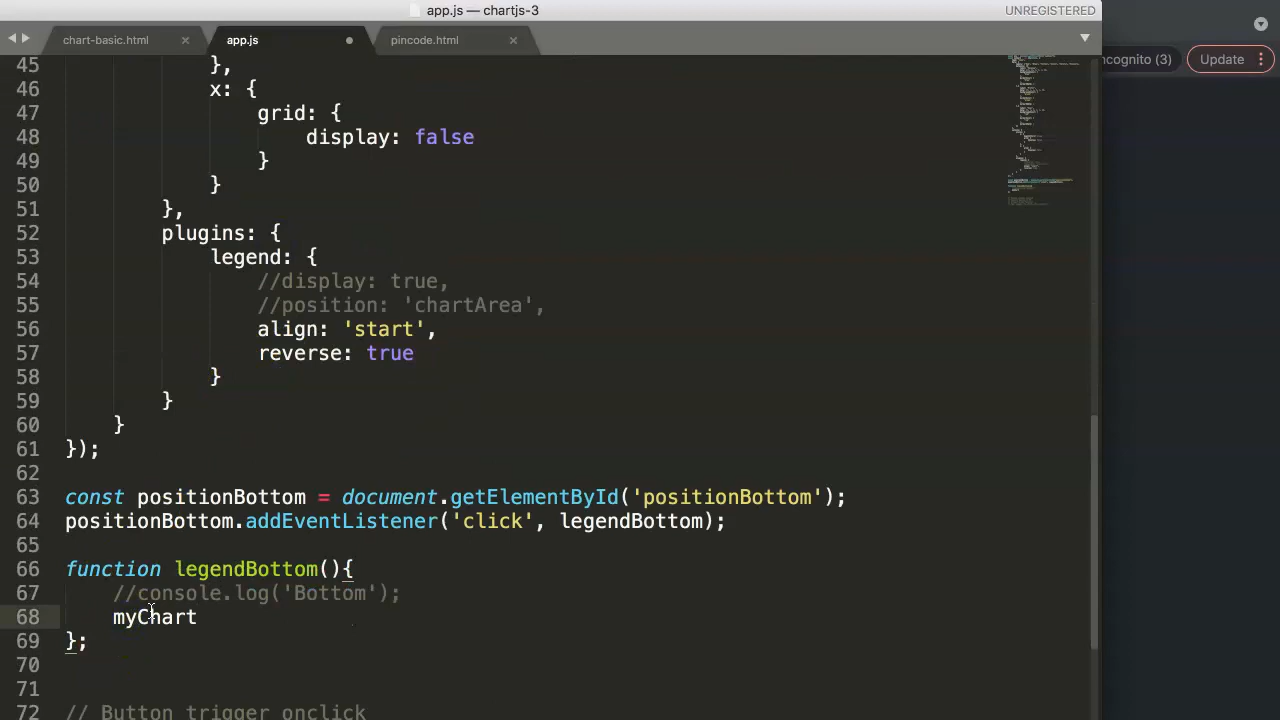 app.js — chartjs-3
UNREGISTERED
chart-basic.html
app.js
pincode.html
ncognito (3)
Update
45 },
46 x: {
47 grid: {
48 display: false
49 }
50 }
51 },
52 plugins: {
53 legend: {
54 //display: true,
55 //position: 'chartArea',
56 align: 'start',
57 reverse: true
58 }
59 }
60 }
61 });
62
63 const positionBottom = document.getElementById('positionBottom');
64 positionBottom.addEventListener('click', legendBottom);
65
66 function legendBottom(){
67 //console.log('Bottom');
68 myChart
69 };
70
71
72 // Button trigger onclick